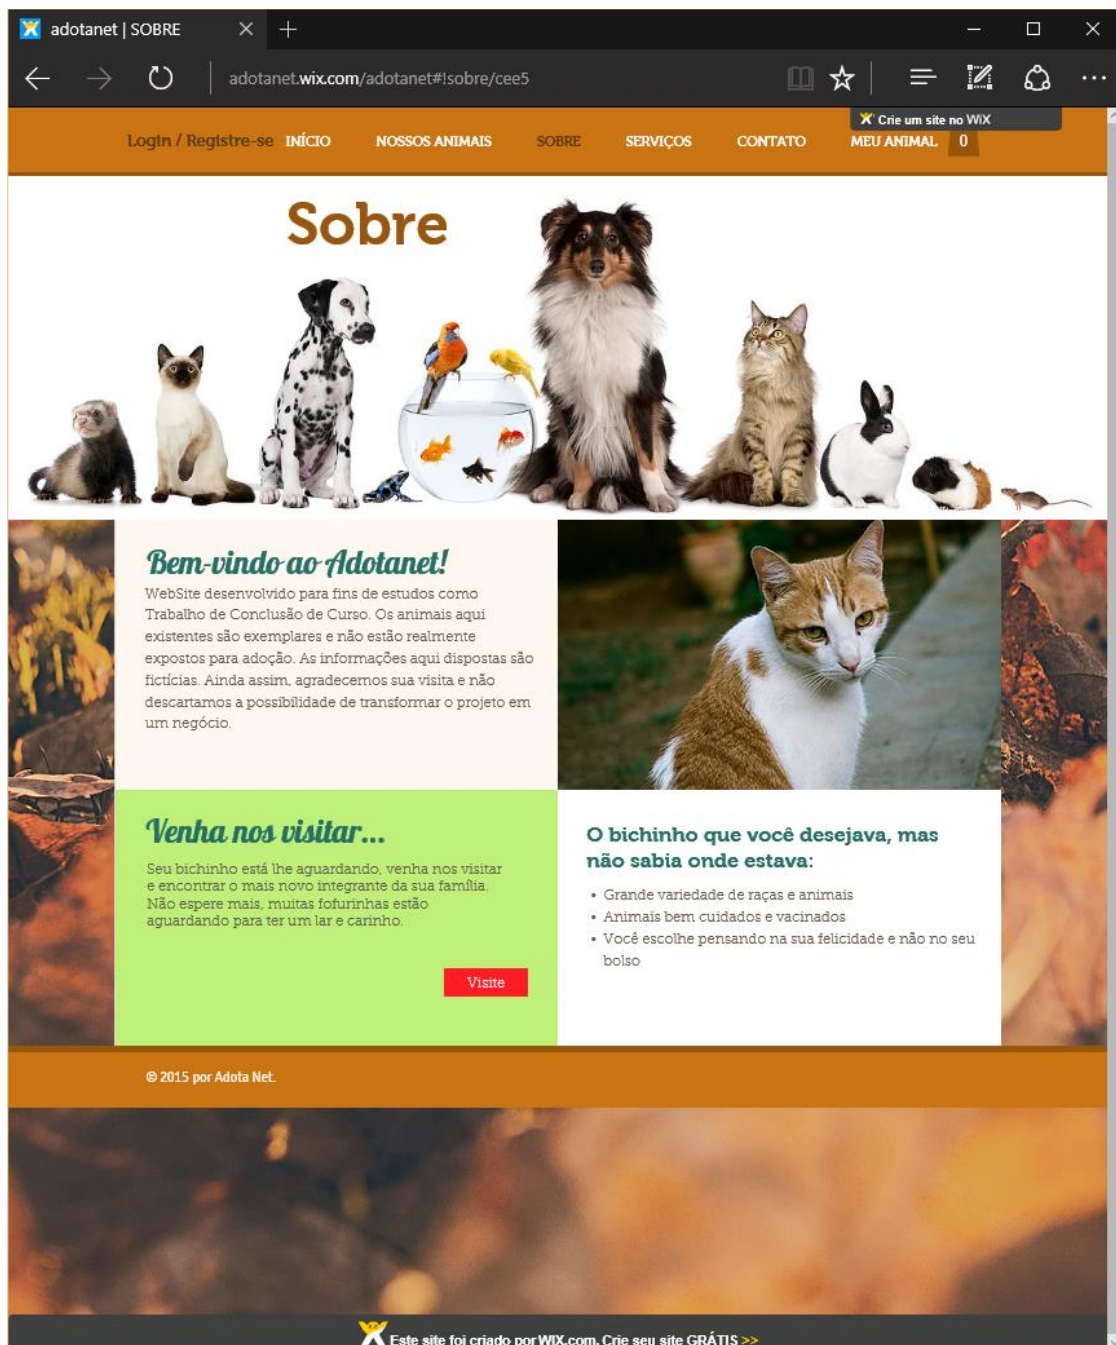 adotanet | SOBRE
adotanet.wix.com/adotanet#!sobre/cee5
Crie um site no WiX
Login / Registre-se INÍCIO NOSSOS ANIMAIS SOBRE SERVIÇOS CONTATO MEU ANIMAL 0
Sobre
Bem-vindo ao Adotanet!
WebSite desenvolvido para fins de estudos como
Trabalho de Conclusão de Curso. Os animais aqui
existentes são exemplares e não estão realmente
expostos para adoção. As informações aqui dispostas são
fictícias. Ainda assim, agradecemos sua visita e não
descartamos a possibilidade de transformar o projeto em
um negócio.
Venha nos visitar...
Seu bichinho está lhe aguardando, venha nos visitar
e encontrar o mais novo integrante da sua família.
Não espere mais, muitas fofurinhas estão
aguardando para ter um lar e carinho.
Visite
O bichinho que você desejava, mas
não sabia onde estava:
• Grande variedade de raças e animais
• Animais bem cuidados e vacinados
• Você escolhe pensando na sua felicidade e não no seu
bolso
© 2015 por Adota Net.
Este site foi criado por WIX.com. Crie seu site GRÁTIS >>